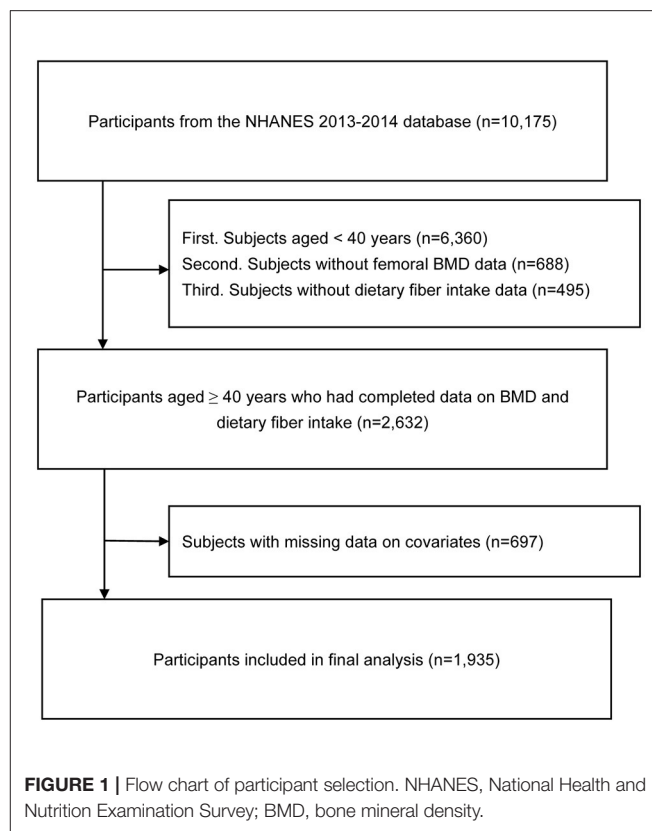 Participants from the NHANES 2013-2014 database (n=10,175)
First. Subjects aged < 40 years (n=6,360)
Second. Subjects without femoral BMD data (n=688)
Third. Subjects without dietary fiber intake data (n=495)
Participants aged ≥ 40 years who had completed data on BMD and
dietary fiber intake (n=2,632)
Subjects with missing data on covariates (n=697)
Participants included in final analysis (n=1,935)
FIGURE 1 | Flow chart of participant selection. NHANES, National Health and
Nutrition Examination Survey; BMD, bone mineral density.